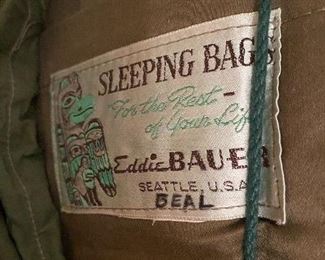 SLEEPING BAGS
For the Rest -
of Your Life
Eddie BAUER
SEATTLE, U.S.A
BEAL